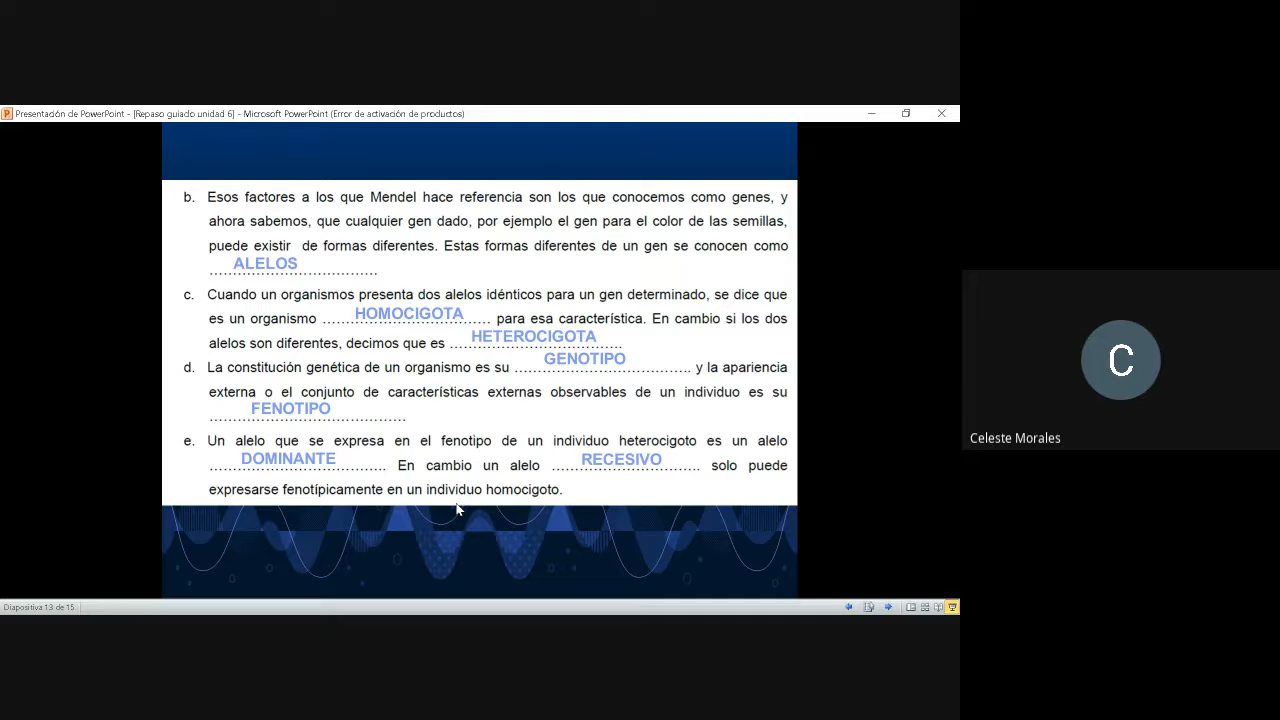 Presentación de PowerPoint - [Repaso guiado unidad 6] - Microsoft PowerPoint (Error de activación de productos)
b. Esos factores a los que Mendel hace referencia son los que conocemos como genes, y
ahora sabemos, que cualquier gen dado, por ejemplo el gen para el color de las semillas,
puede existir de formas diferentes. Estas formas diferentes de un gen se conocen como
ALELOS
c. Cuando un organismos presenta dos alelos idénticos para un gen determinado, se dice que
es un organismo HOMOCIGOTA para esa característica. En cambio si los dos
alelos son diferentes, decimos que es HETEROCIGOTA
d. La constitución genética de un organismo es su GENOTIPO y la apariencia
externa o el conjunto de características externas observables de un individuo es su
FENOTIPO
e. Un alelo que se expresa en el fenotipo de un individuo heterocigoto es un alelo
DOMINANTE. En cambio un alelo RECESIVO solo puede
expresarse fenotípicamente en un individuo homocigoto.
Diapositiva 13 de 15
C
Celeste Morales